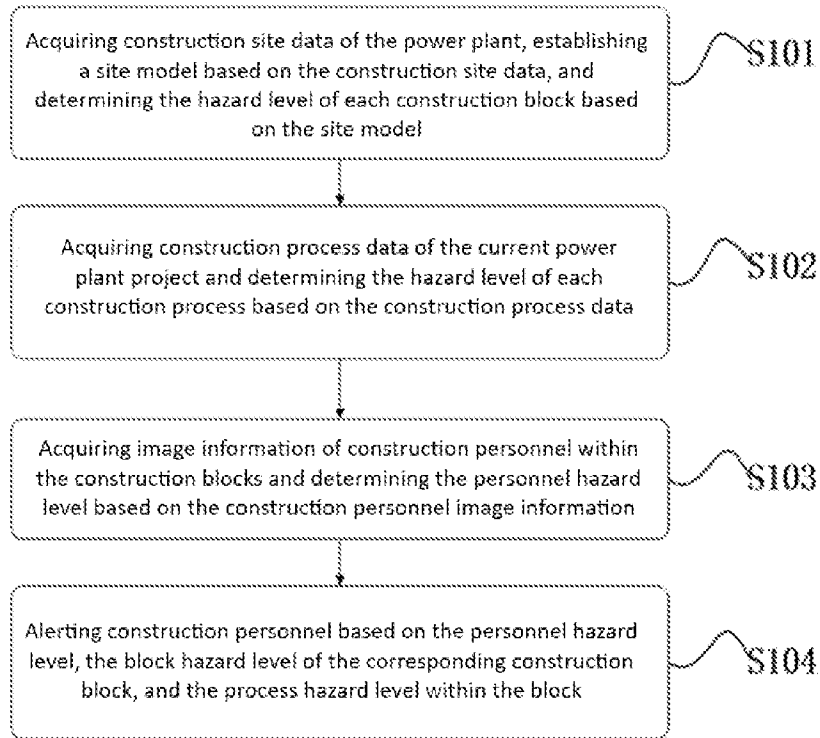 Acquiring construction site data of the power plant, establishing
a site model based on the construction site data, and
determining the hazard level of each construction block based
on the site model
S101
Acquiring construction process data of the current power
plant project and determining the hazard level of each
construction process based on the construction process data
S102
Acquiring image information of construction personnel within
the construction blocks and determining the personnel hazard
level based on the construction personnel image information
S103
Alerting construction personnel based on the personnel hazard
level, the block hazard level of the corresponding construction
block, and the process hazard level within the block
S104